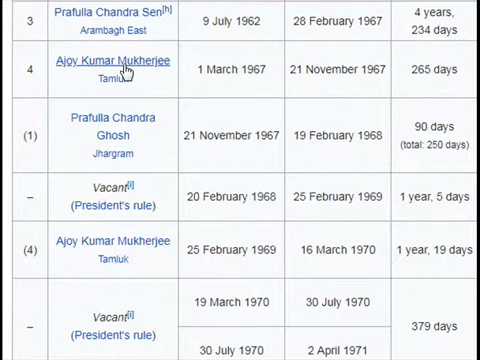 3 Prafulla Chandra Sen[h] 9 July 1962 28 February 1967 4 years,
Arambagh East 234 days
4 Ajoy Kumar Mukherjee 1 March 1967 21 November 1967 265 days
Tamluk
Prafulla Chandra
(1) Ghosh 21 November 1967 19 February 1968 90 days
(total: 250 days)
Jhargram
– Vacant[i] 20 February 1968 25 February 1969 1 year, 5 days
(President's rule)
(4) Ajoy Kumar Mukherjee 25 February 1969 16 March 1970 1 year, 19 days
Tamluk
19 March 1970 30 July 1970
– Vacant[i] 379 days
(President's rule)
30 July 1970 2 April 1971